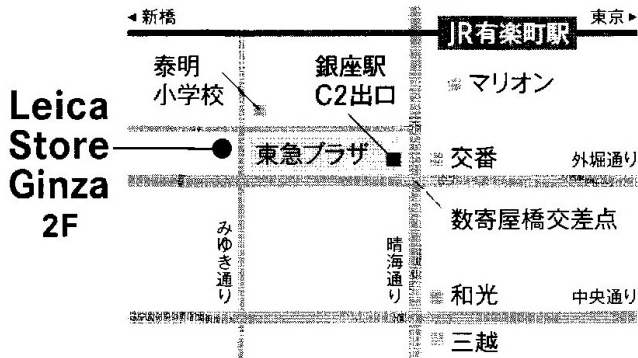 ◀ 新橋
東京 ▶
JR有楽町駅
泰明
小学校
銀座駅
C2出口
マリオン
Leica
Store
Ginza
2F
東急プラザ
交番
外堀通り
数寄屋橋交差点
みゆき通り
晴海通り
和光
中央通り
三越